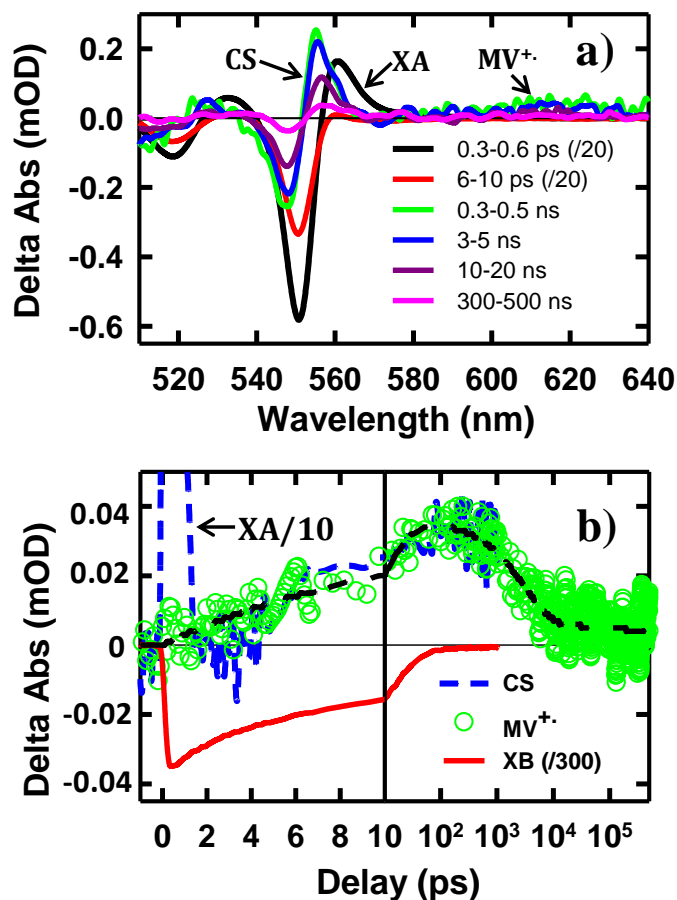 a)
CS
XA
MV+·
Delta Abs (mOD)
0.2
0.0
-0.2
-0.4
-0.6
0.3-0.6 ps (/20)
6-10 ps (/20)
0.3-0.5 ns
3-5 ns
10-20 ns
300-500 ns
520 540 560 580 600 620 640
Wavelength (nm)
b)
XA/10
Delta Abs (mOD)
0.04
0.02
0
-0.02
-0.04
CS
MV+·
XB (/300)
0 2 4 6 8 10 10² 10³ 10⁴ 10⁵
Delay (ps)